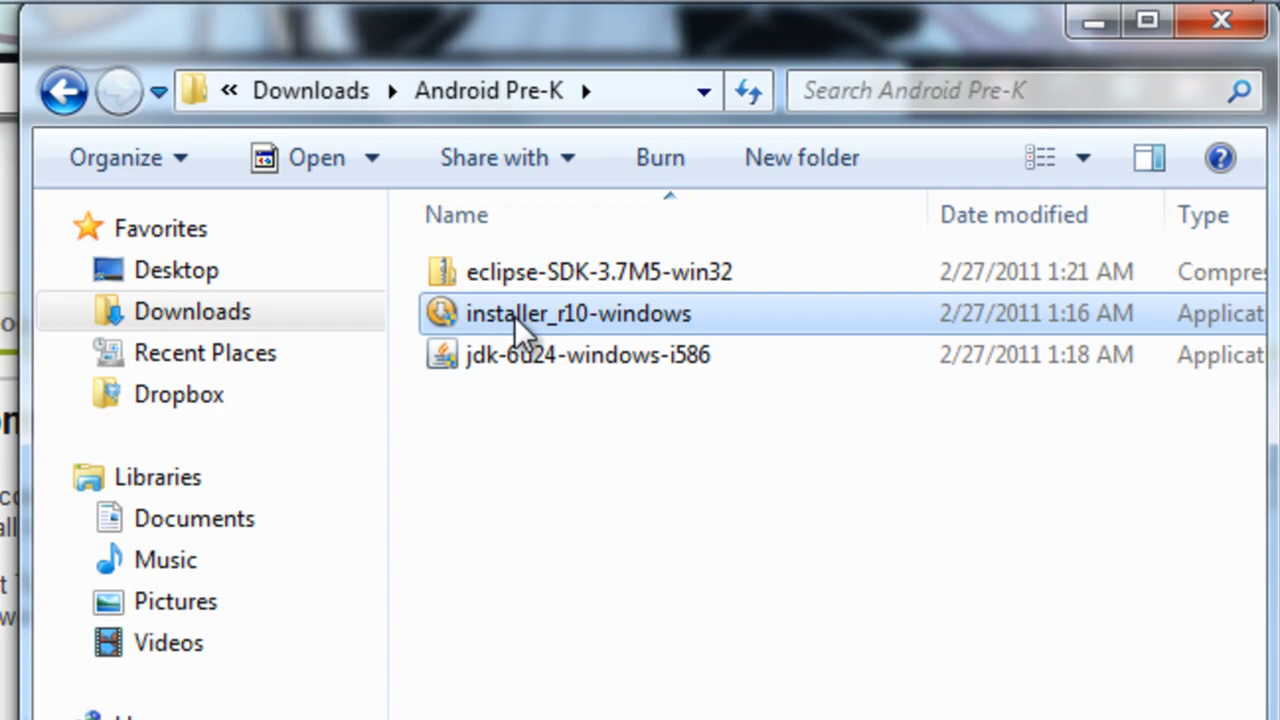 « Downloads Android Pre-K
Search Android Pre-K
Organize Open Share with Burn New folder
Name Date modified Type
Favorites
Desktop
Downloads
Recent Places
Dropbox
Libraries
Documents
Music
Pictures
Videos
eclipse-SDK-3.7M5-win32 2/27/2011 1:21 AM Compres
installer_r10-windows 2/27/2011 1:16 AM Applicat
jdk-6u24-windows-i586 2/27/2011 1:18 AM Applicat